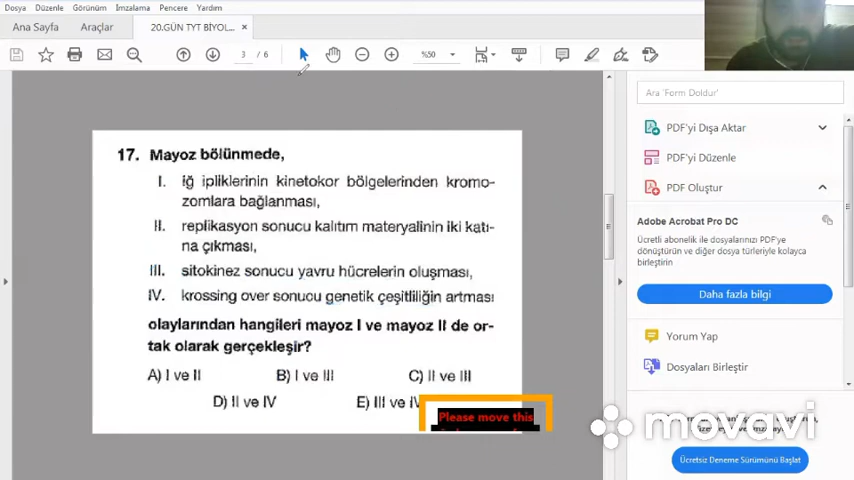 Dosya Düzenle Görünüm İmzalama Pencere Yardım
Ana Sayfa Araçlar 20.GÜN TYT BİYOL... ×
3 / 6 %50
Ara 'Form Doldur'
PDF'yi Dışa Aktar
PDF'yi Düzenle
PDF Oluştur
Adobe Acrobat Pro DC
Ücretli abonelik ile dosyalarınızı PDF'ye
dönüştürün ve diğer dosya türleriyle kolayca
birleştirin
Daha fazla bilgi
Yorum Yap
Dosyaları Birleştir
Ücretsiz Deneme Sürümünü Başlat
17. Mayoz bölünmede,
I. iğ ipliklerinin kinetokor bölgelerinden kromo-
zomlara bağlanması,
II. replikasyon sonucu kalıtım materyalinin iki katı-
na çıkması,
III. sitokinez sonucu yavru hücrelerin oluşması,
IV. krossing over sonucu genetik çeşitliliğin artması
olaylarından hangileri mayoz I ve mayoz II de or-
tak olarak gerçekleşir?
A) I ve II B) I ve III C) II ve III
D) II ve IV E) III ve IV
Please move this
movavi